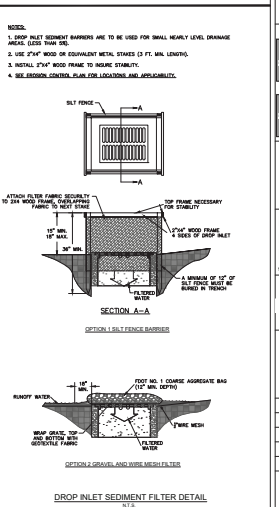 NOTES:
1. DROP INLET SEDIMENT BARRIERS ARE TO BE USED FOR SMALL NEARLY LEVEL DRAINAGE
AREAS. (LESS THAN 5%).
2. USE 2"X4" WOOD OR EQUIVALENT METAL STAKES (3 FT. MIN. LENGTH).
3. INSTALL 2"X4" WOOD FRAME TO INSURE STABILITY.
4. SEE EROSION CONTROL PLAN FOR LOCATIONS AND APPLICABILITY.
SILT FENCE
A
A
ATTACH FILTER FABRIC SECURILTY
TO 2X4 WOOD FRAME, OVERLAPPING
FABRIC TO NEXT STAKE
TOP FRAME NECESSARY
FOR STABILITY
2"X4" WOOD FRAME
4 SIDES OF DROP INLET
15" MIN.
18" MAX.
36" MIN.
A MINIMUM OF 12" OF
SILT FENCE MUST BE
BURIED IN TRENCH
FILTERED
WATER
SECTION A-A
OPTION 1 SILT FENCE BARRIER
18"
MIN.
FDOT NO. 1 COARSE AGGREGATE BAG
(12" MIN. DEPTH)
RUNOFF WATER
WIRE MESH
WRAP GRATE, TOP
AND BOTTOM WITH
GEOTEXTILE FABRIC
FILTERED
WATER
OPTION 2 GRAVEL AND WIRE MESH FILTER
DROP INLET SEDIMENT FILTER DETAIL
N.T.S.